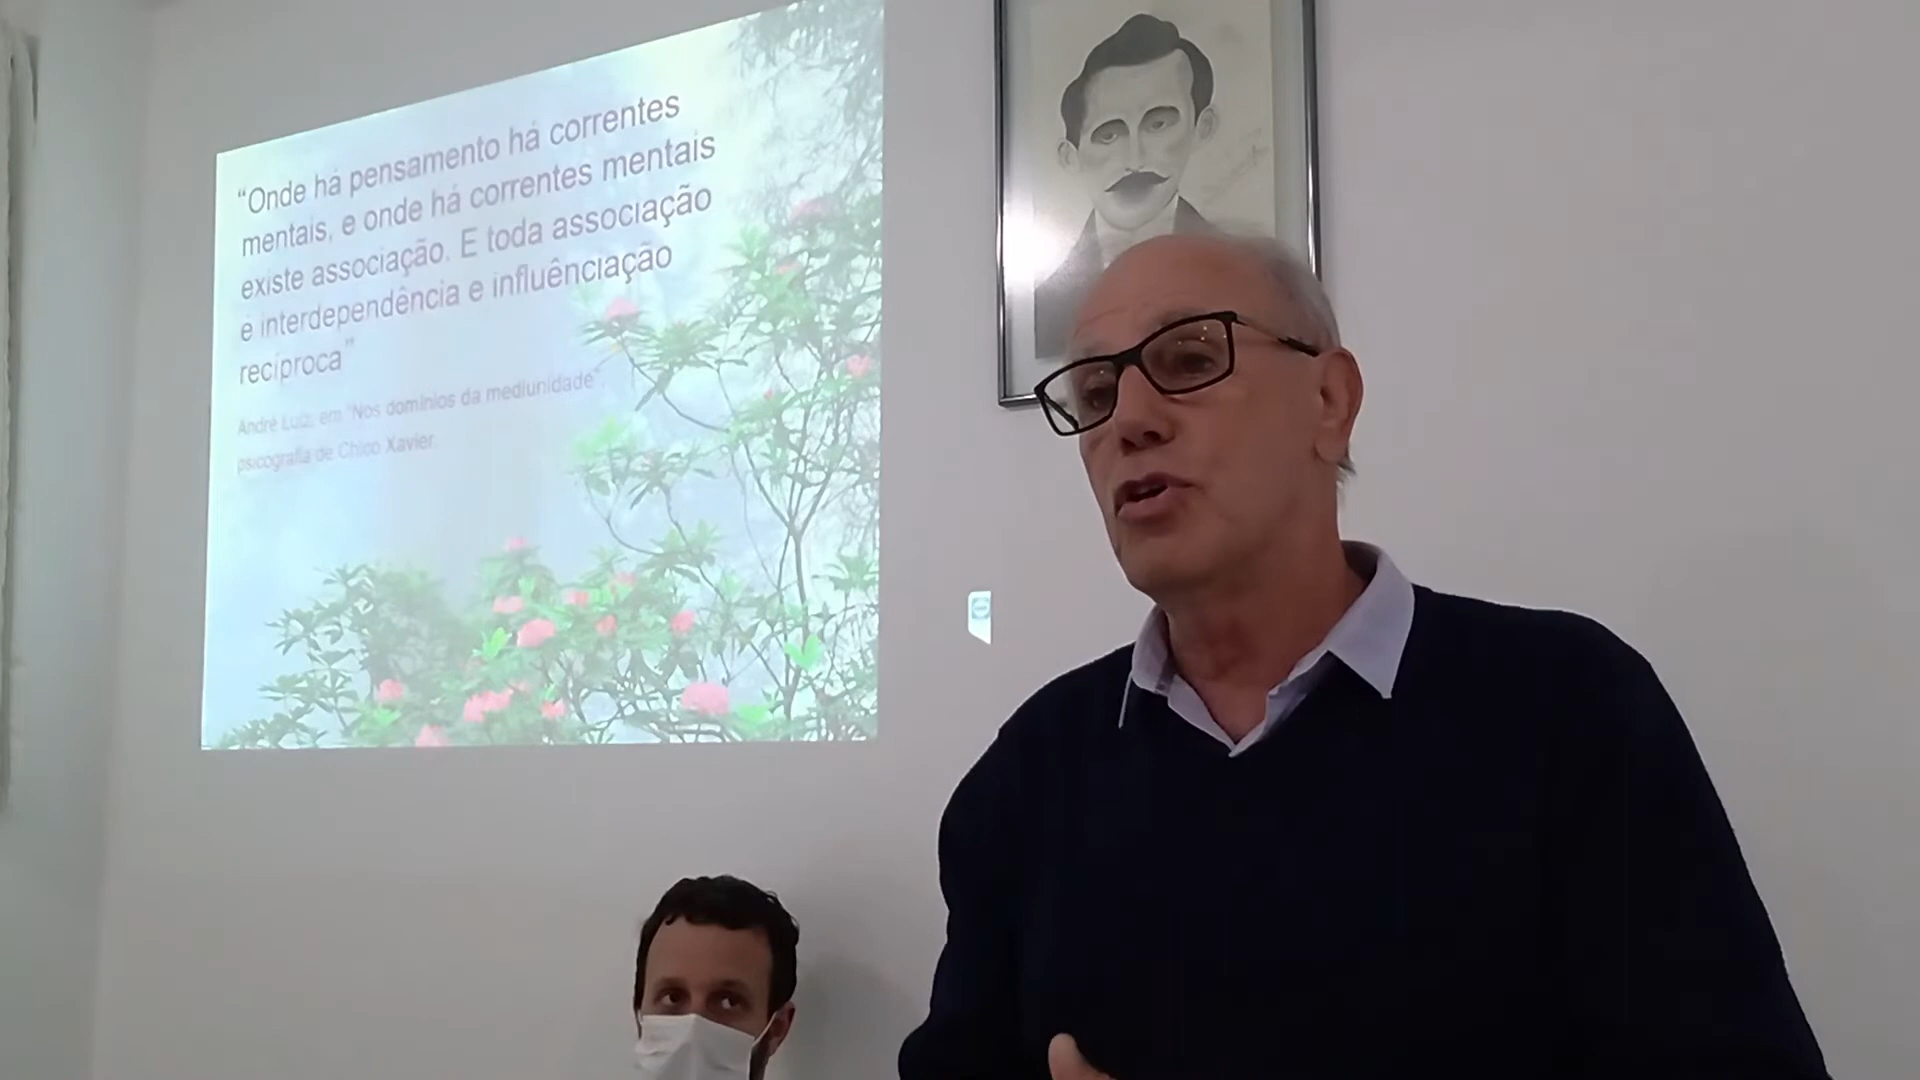 “Onde há pensamento há correntes
mentais, e onde há correntes mentais
existe associação. E toda associação
é interdependência e influênciação
recíproca”
André Luiz, em “Nos domínios da mediunidade”,
psicografia de Chico Xavier